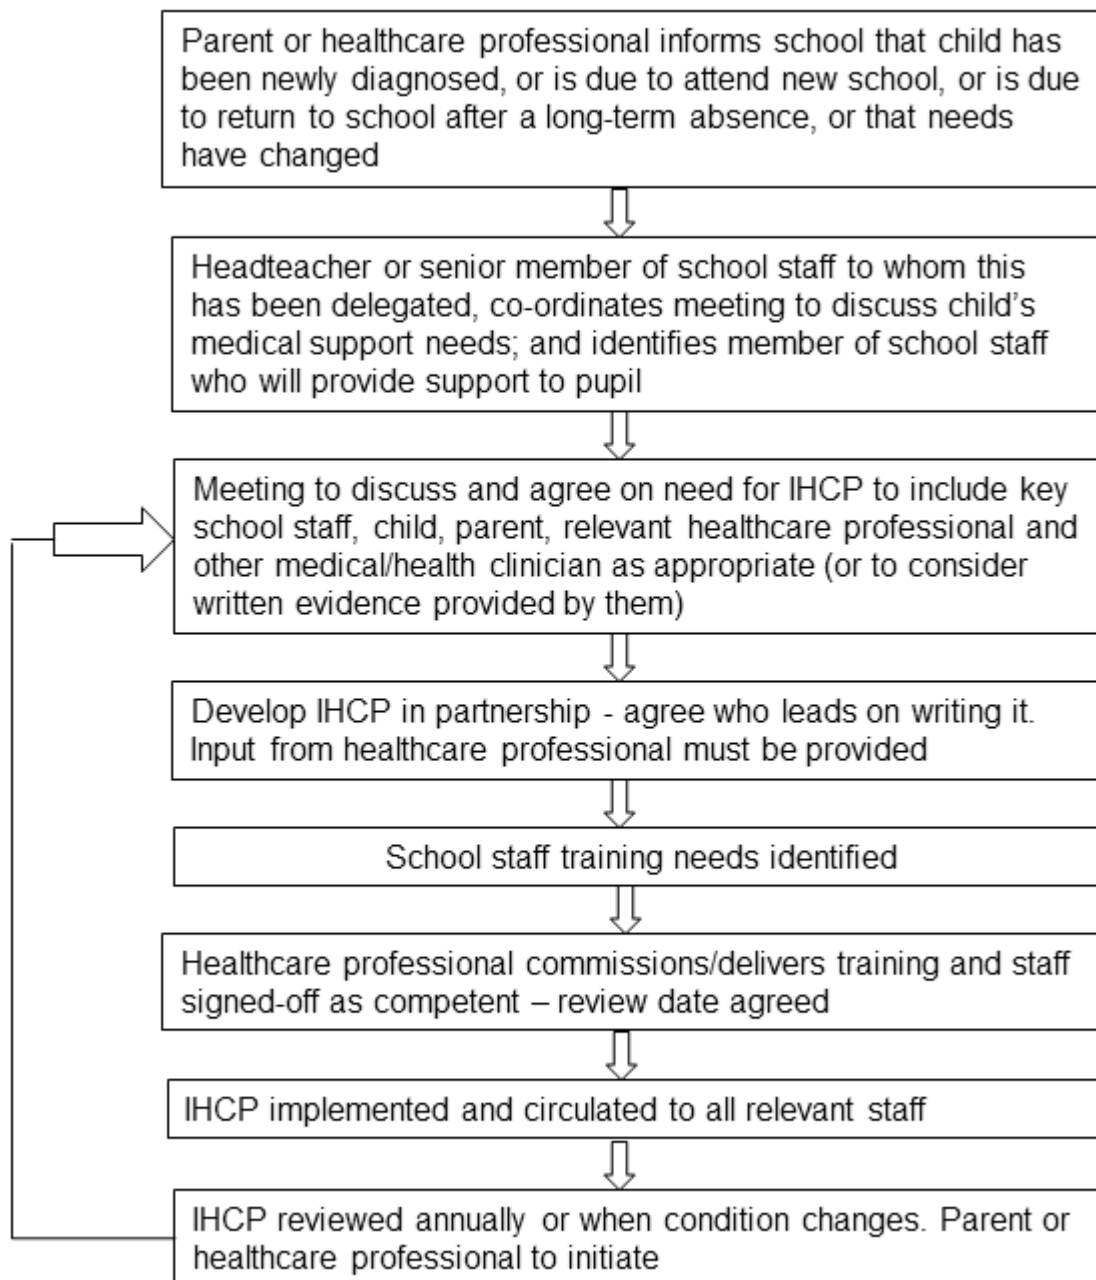 Parent or healthcare professional informs school that child has
been newly diagnosed, or is due to attend new school, or is due
to return to school after a long-term absence, or that needs
have changed
Headteacher or senior member of school staff to whom this
has been delegated, co-ordinates meeting to discuss child's
medical support needs; and identifies member of school staff
who will provide support to pupil
Meeting to discuss and agree on need for IHCP to include key
school staff, child, parent, relevant healthcare professional and
other medical/health clinician as appropriate (or to consider
written evidence provided by them)
Develop IHCP in partnership - agree who leads on writing it.
Input from healthcare professional must be provided
School staff training needs identified
Healthcare professional commissions/delivers training and staff
signed-off as competent – review date agreed
IHCP implemented and circulated to all relevant staff
IHCP reviewed annually or when condition changes. Parent or
healthcare professional to initiate